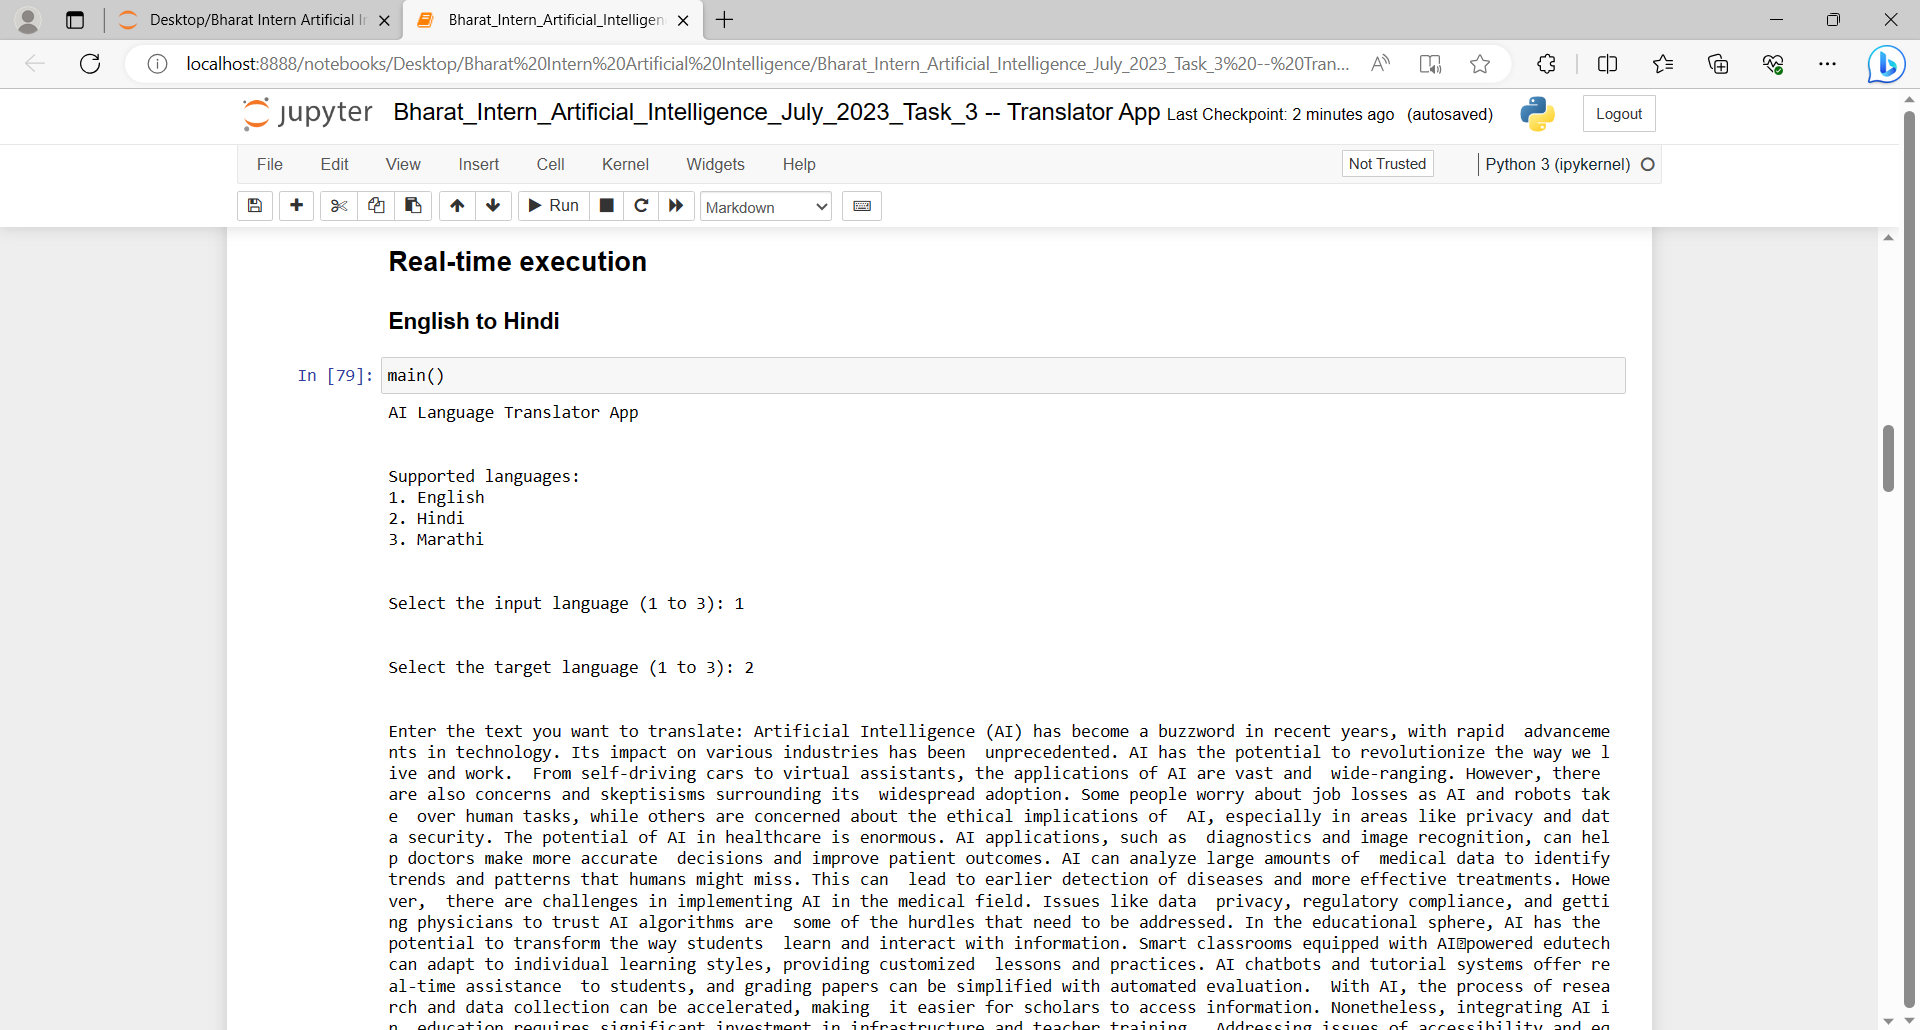 Desktop/Bharat Intern Artificial Ir
Bharat_Intern_Artificial_Intelligen
localhost:8888/notebooks/Desktop/Bharat%20Intern%20Artificial%20Intelligence/Bharat_Intern_Artificial_Intelligence_July_2023_Task_3%20--%20Tran...
jupyter Bharat_Intern_Artificial_Intelligence_July_2023_Task_3 -- Translator App Last Checkpoint: 2 minutes ago (autosaved)
Logout
File Edit View Insert Cell Kernel Widgets Help
Not Trusted
Python 3 (ipykernel)
Run
Markdown
Real-time execution
English to Hindi
In [79]: main()
AI Language Translator App
Supported languages:
1. English
2. Hindi
3. Marathi
Select the input language (1 to 3): 1
Select the target language (1 to 3): 2
Enter the text you want to translate: Artificial Intelligence (AI) has become a buzzword in recent years, with rapid  advanceme
nts in technology. Its impact on various industries has been  unprecedented. AI has the potential to revolutionize the way we l
ive and work.  From self-driving cars to virtual assistants, the applications of AI are vast and  wide-ranging. However, there
are also concerns and skeptisisms surrounding its  widespread adoption. Some people worry about job losses as AI and robots tak
e  over human tasks, while others are concerned about the ethical implications of  AI, especially in areas like privacy and dat
a security. The potential of AI in healthcare is enormous. AI applications, such as  diagnostics and image recognition, can hel
p doctors make more accurate  decisions and improve patient outcomes. AI can analyze large amounts of  medical data to identify
trends and patterns that humans might miss. This can  lead to earlier detection of diseases and more effective treatments. Howe
ver,  there are challenges in implementing AI in the medical field. Issues like data  privacy, regulatory compliance, and getti
ng physicians to trust AI algorithms are  some of the hurdles that need to be addressed. In the educational sphere, AI has the
potential to transform the way students  learn and interact with information. Smart classrooms equipped with AI￾powered edutech
can adapt to individual learning styles, providing customized  lessons and practices. AI chatbots and tutorial systems offer re
al-time assistance  to students, and grading papers can be simplified with automated evaluation.  With AI, the process of resea
rch and data collection can be accelerated, making  it easier for scholars to access information. Nonetheless, integrating AI i
n  education requires significant investment in infrastructure and teacher training.  Addressing issues of accessibility and eq